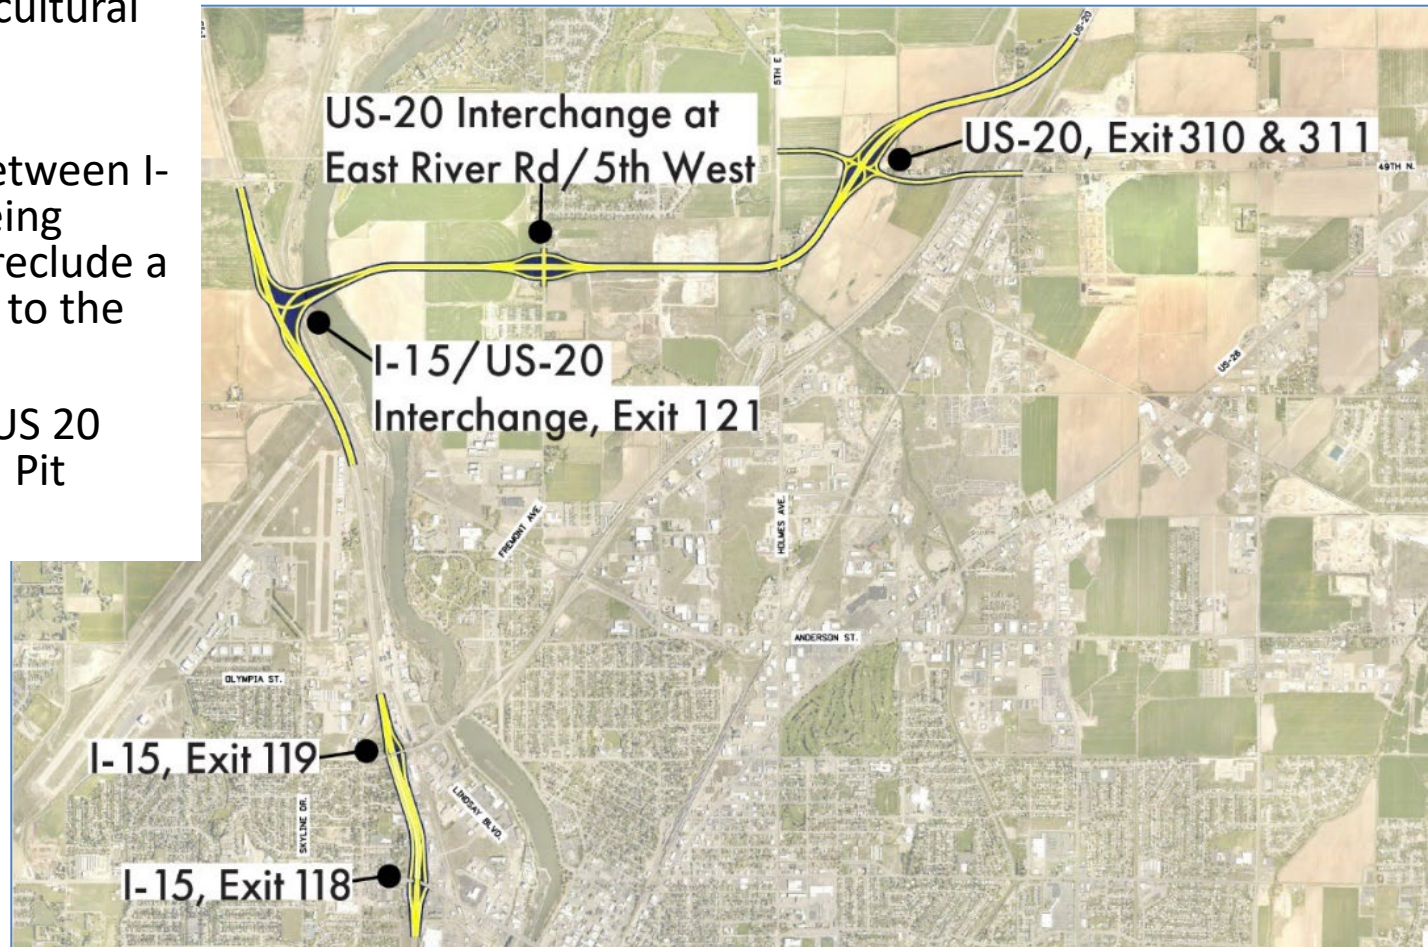 cultural
etween I-
eing
reclude a
to the
US 20
Pit
US-20
5TH E
US-20 Interchange at
East River Rd/5th West
US-20, Exit 310 & 311
49TH N.
I-15/US-20
Interchange, Exit 121
US-26
FREMONT AVE.
HOLMES AVE.
ANDERSON ST.
OLYMPIA ST.
I-15, Exit 119
SKYLINE DR.
LINDSAY BLVD.
I-15, Exit 118